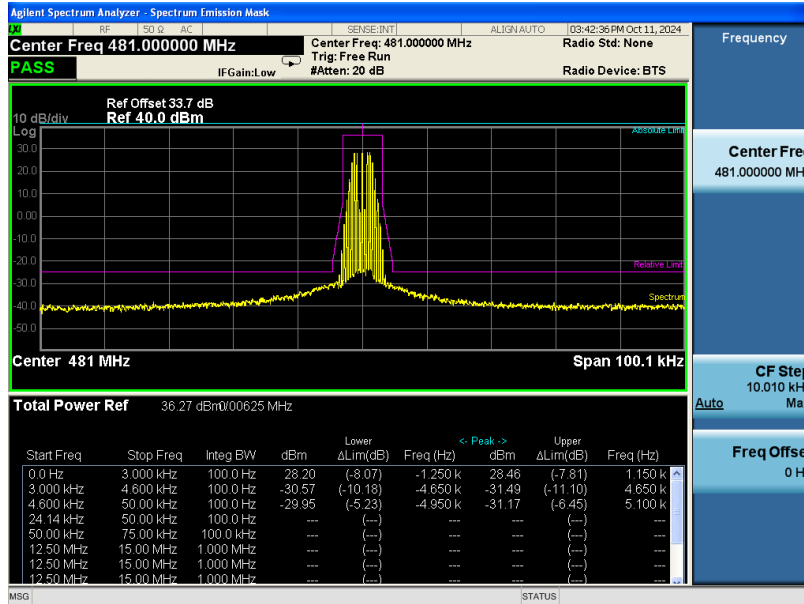 Agilent Spectrum Analyzer - Spectrum Emission Mask
LXI RF 50 Ω AC SENSE:INT ALIGN AUTO 03:42:36 PM Oct 11, 2024
Center Freq 481.000000 MHz Center Freq: 481.000000 MHz Radio Std: None
Trig: Free Run
PASS IFGain:Low #Atten: 20 dB Radio Device: BTS
Ref Offset 33.7 dB
10 dB/div Ref 40.0 dBm
Log Absolute Limit
30.0
20.0
10.0
0.00
-10.0
-20.0 Relative Limit
-30.0
Spectrum
-40.0
-50.0
Center 481 MHz Span 100.1 kHz
Total Power Ref 36.27 dBm/0.00625 MHz
Lower <- Peak -> Upper
Start Freq Stop Freq Integ BW dBm ΔLim(dB) Freq (Hz) dBm ΔLim(dB) Freq (Hz)
0.0 Hz 3.000 kHz 100.0 Hz 28.20 (-8.07) -1.250 k 28.46 (-7.81) 1.150 k
3.000 kHz 4.600 kHz 100.0 Hz -30.57 (-10.18) -4.650 k -31.49 (-11.10) 4.650 k
4.600 kHz 50.00 kHz 100.0 Hz -29.95 (-5.23) -4.950 k -31.17 (-6.45) 5.100 k
24.14 kHz 50.00 kHz 100.0 Hz --- (---) --- --- (---) ---
50.00 kHz 75.00 kHz 100.0 kHz --- (---) --- --- (---) ---
12.50 MHz 15.00 MHz 1.000 MHz --- (---) --- --- (---) ---
12.50 MHz 15.00 MHz 1.000 MHz --- (---) --- --- (---) ---
12.50 MHz 15.00 MHz 1.000 MHz --- (---) --- --- (---) ---
MSG STATUS
Frequency
Center Fre
481.000000 MH
CF Step
10.010 kH
Auto Ma
Freq Offse
0 H